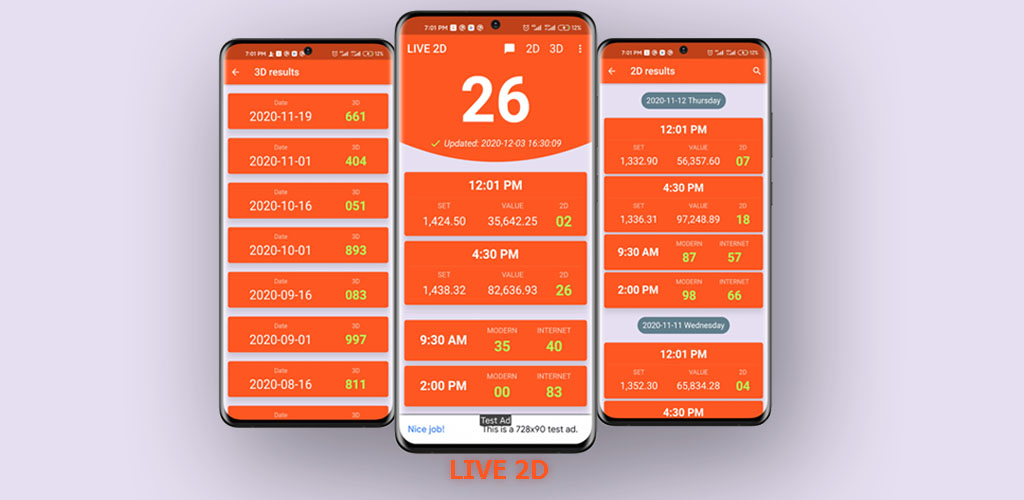 7:01 PM 12%
3D results
Date 3D
2020-11-19 661
Date 3D
2020-11-01 404
Date 3D
2020-10-16 051
Date 3D
2020-10-01 893
Date 3D
2020-09-16 083
Date 3D
2020-09-01 997
Date 3D
2020-08-16 811
Date 3D
7:01 PM 12%
LIVE 2D 2D 3D
26
Updated: 2020-12-03 16:30:09
12:01 PM
SET VALUE 2D
1,424.50 35,642.25 02
4:30 PM
SET VALUE 2D
1,438.32 82,636.93 26
MODERN INTERNET
9:30 AM 35 40
MODERN INTERNET
2:00 PM 00 83
Test Ad
Nice job! This is a 728x90 test ad.
7:01 PM 12%
2D results
2020-11-12 Thursday
12:01 PM
SET VALUE 2D
1,332.90 56,357.60 07
4:30 PM
SET VALUE 2D
1,336.31 97,248.89 18
MODERN INTERNET
9:30 AM 87 57
MODERN INTERNET
2:00 PM 98 66
2020-11-11 Wednesday
12:01 PM
SET VALUE 2D
1,352.30 65,834.28 04
4:30 PM
LIVE 2D